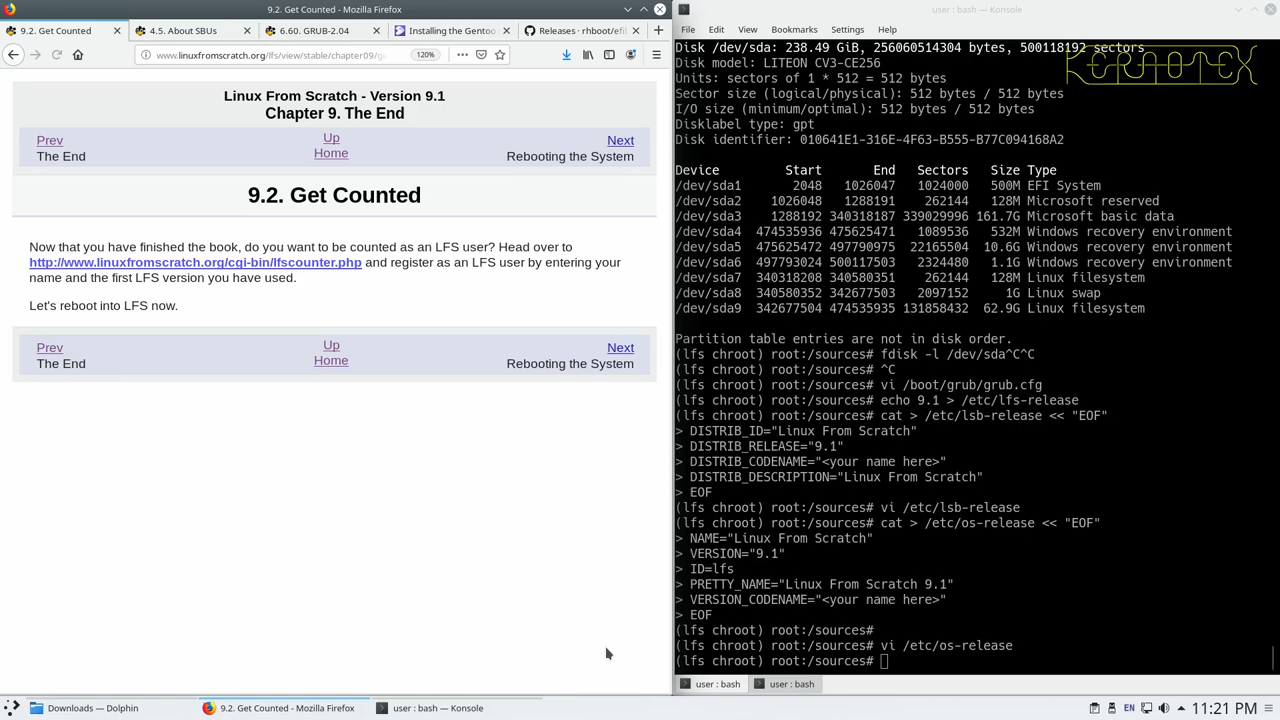 9.2. Get Counted - Mozilla Firefox
9.2. Get Counted
4.5. About SBUs
6.60. GRUB-2.04
Installing the Gentoo
Releases · rhboot/efil
www.linuxfromscratch.org/lfs/view/stable/chapter09/g
120%
Linux From Scratch - Version 9.1
Chapter 9. The End
Prev
Up
Next
The End
Home
Rebooting the System
9.2. Get Counted
Now that you have finished the book, do you want to be counted as an LFS user? Head over to
http://www.linuxfromscratch.org/cgi-bin/lfscounter.php and register as an LFS user by entering your
name and the first LFS version you have used.
Let's reboot into LFS now.
Prev
Up
Next
The End
Home
Rebooting the System
user : bash — Konsole
File Edit View Bookmarks Settings Help
KERNOTEX
Disk /dev/sda: 238.49 GiB, 256060514304 bytes, 500118192 sectors
Disk model: LITEON CV3-CE256
Units: sectors of 1 * 512 = 512 bytes
Sector size (logical/physical): 512 bytes / 512 bytes
I/O size (minimum/optimal): 512 bytes / 512 bytes
Disklabel type: gpt
Disk identifier: 010641E1-316E-4F63-B555-B77C094168A2
Device Start End Sectors Size Type
/dev/sda1 2048 1026047 1024000 500M EFI System
/dev/sda2 1026048 1288191 262144 128M Microsoft reserved
/dev/sda3 1288192 340318187 339029996 161.7G Microsoft basic data
/dev/sda4 474535936 475625471 1089536 532M Windows recovery environment
/dev/sda5 475625472 497790975 22165504 10.6G Windows recovery environment
/dev/sda6 497793024 500117503 2324480 1.1G Windows recovery environment
/dev/sda7 340318208 340580351 262144 128M Linux filesystem
/dev/sda8 340580352 342677503 2097152 1G Linux swap
/dev/sda9 342677504 474535935 131858432 62.9G Linux filesystem
Partition table entries are not in disk order.
(lfs chroot) root:/sources# fdisk -l /dev/sda^C^C
(lfs chroot) root:/sources# ^C
(lfs chroot) root:/sources# vi /boot/grub/grub.cfg
(lfs chroot) root:/sources# echo 9.1 > /etc/lfs-release
(lfs chroot) root:/sources# cat > /etc/lsb-release << "EOF"
> DISTRIB_ID="Linux From Scratch"
> DISTRIB_RELEASE="9.1"
> DISTRIB_CODENAME="<your name here>"
> DISTRIB_DESCRIPTION="Linux From Scratch"
> EOF
(lfs chroot) root:/sources# vi /etc/lsb-release
(lfs chroot) root:/sources# cat > /etc/os-release << "EOF"
> NAME="Linux From Scratch"
> VERSION="9.1"
> ID=lfs
> PRETTY_NAME="Linux From Scratch 9.1"
> VERSION_CODENAME="<your name here>"
> EOF
(lfs chroot) root:/sources#
(lfs chroot) root:/sources# vi /etc/os-release
(lfs chroot) root:/sources#
user : bash
user : bash
Downloads — Dolphin
9.2. Get Counted - Mozilla Firefox
user : bash — Konsole
EN
11:21 PM